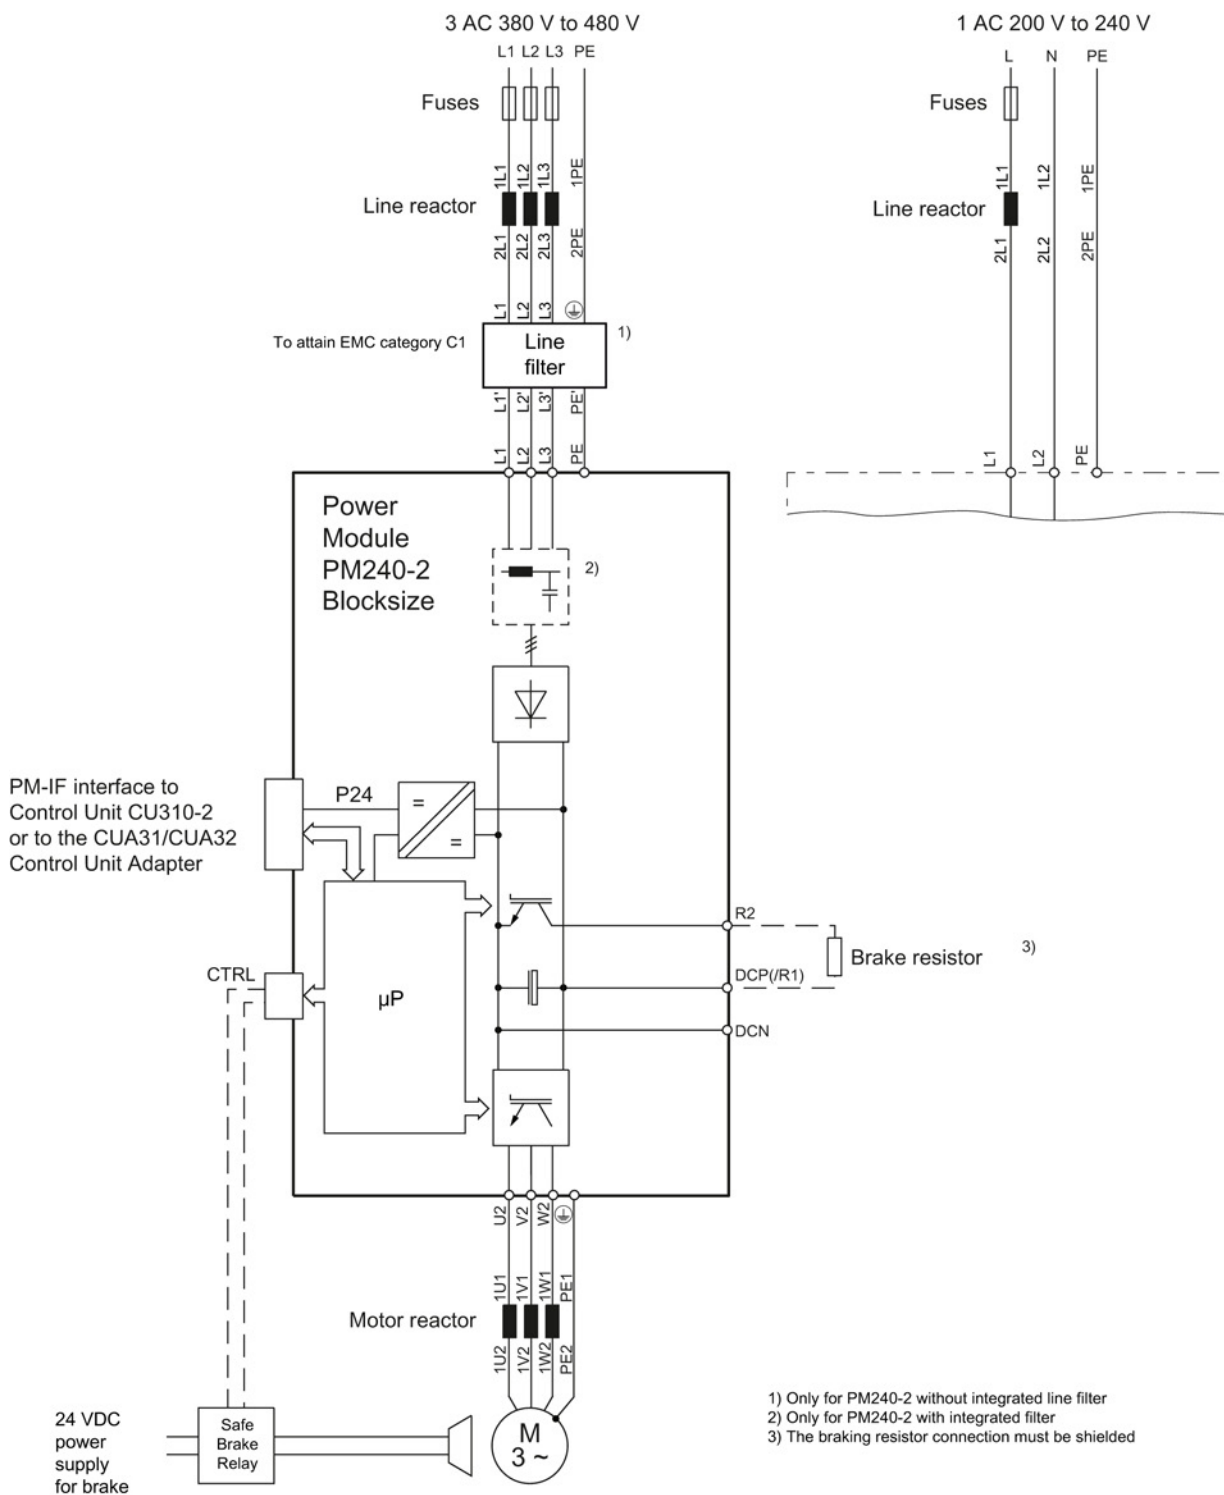 3 AC 380 V to 480 V
1 AC 200 V to 240 V
L1 L2 L3 PE
L N PE
Fuses
Fuses
1L1 1L2 1L3 1PE
1L1 1L2 1PE
Line reactor
Line reactor
2L1 2L2 2L3 2PE
2L1 2L2 2PE
L1 L2 L3
To attain EMC category C1
Line
filter
1)
L1' L2' L3' PE'
L1 L2 L3 PE
L1 L2 PE
Power
Module
PM240-2
Blocksize
2)
PM-IF interface to
Control Unit CU310-2
or to the CUA31/CUA32
Control Unit Adapter
P24
=
=
R2
Brake resistor
3)
DCP(/R1)
DCN
CTRL
µP
U2 V2 W2
1U1 1V1 1W1 PE1
Motor reactor
1U2 1V2 1W2 PE2
24 VDC
power
supply
for brake
Safe
Brake
Relay
M
3 ~
1) Only for PM240-2 without integrated line filter
2) Only for PM240-2 with integrated filter
3) The braking resistor connection must be shielded